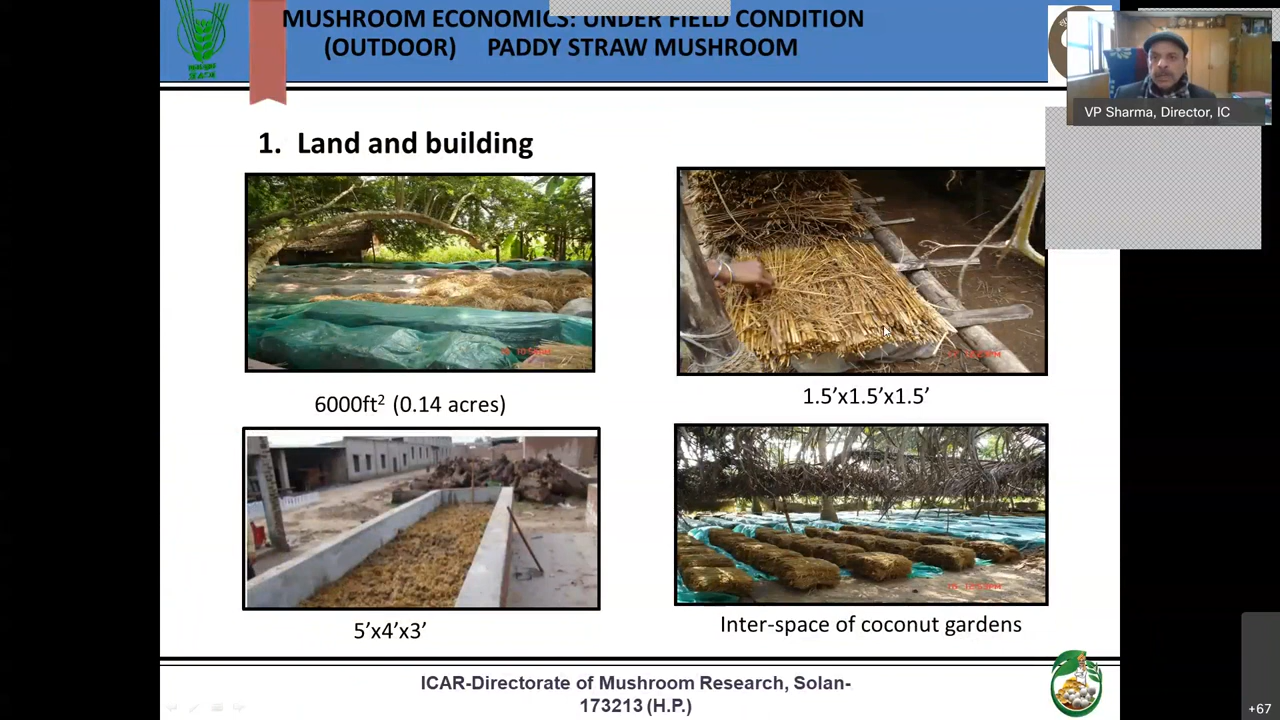 MUSHROOM ECONOMICS: UNDER FIELD CONDITION
(OUTDOOR) PADDY STRAW MUSHROOM
VP Sharma, Director, IC
1. Land and building
6000ft² (0.14 acres)
1.5’x1.5’x1.5’
5’x4’x3’
Inter-space of coconut gardens
ICAR-Directorate of Mushroom Research, Solan-
173213 (H.P.)
+67